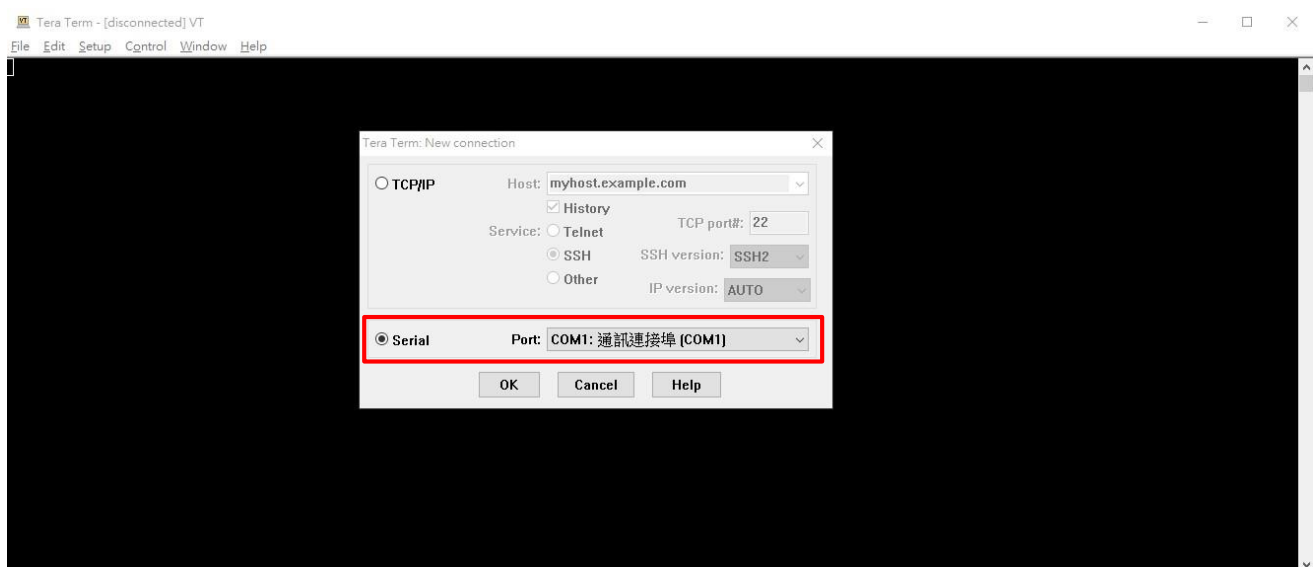 VT Tera Term - [disconnected] VT
File Edit Setup Control Window Help
Tera Term: New connection
TCP/IP Host: myhost.example.com
History
Service: Telnet TCP port#: 22
SSH SSH version: SSH2
Other IP version: AUTO
Serial Port: COM1: 通訊連接埠 (COM1)
OK Cancel Help